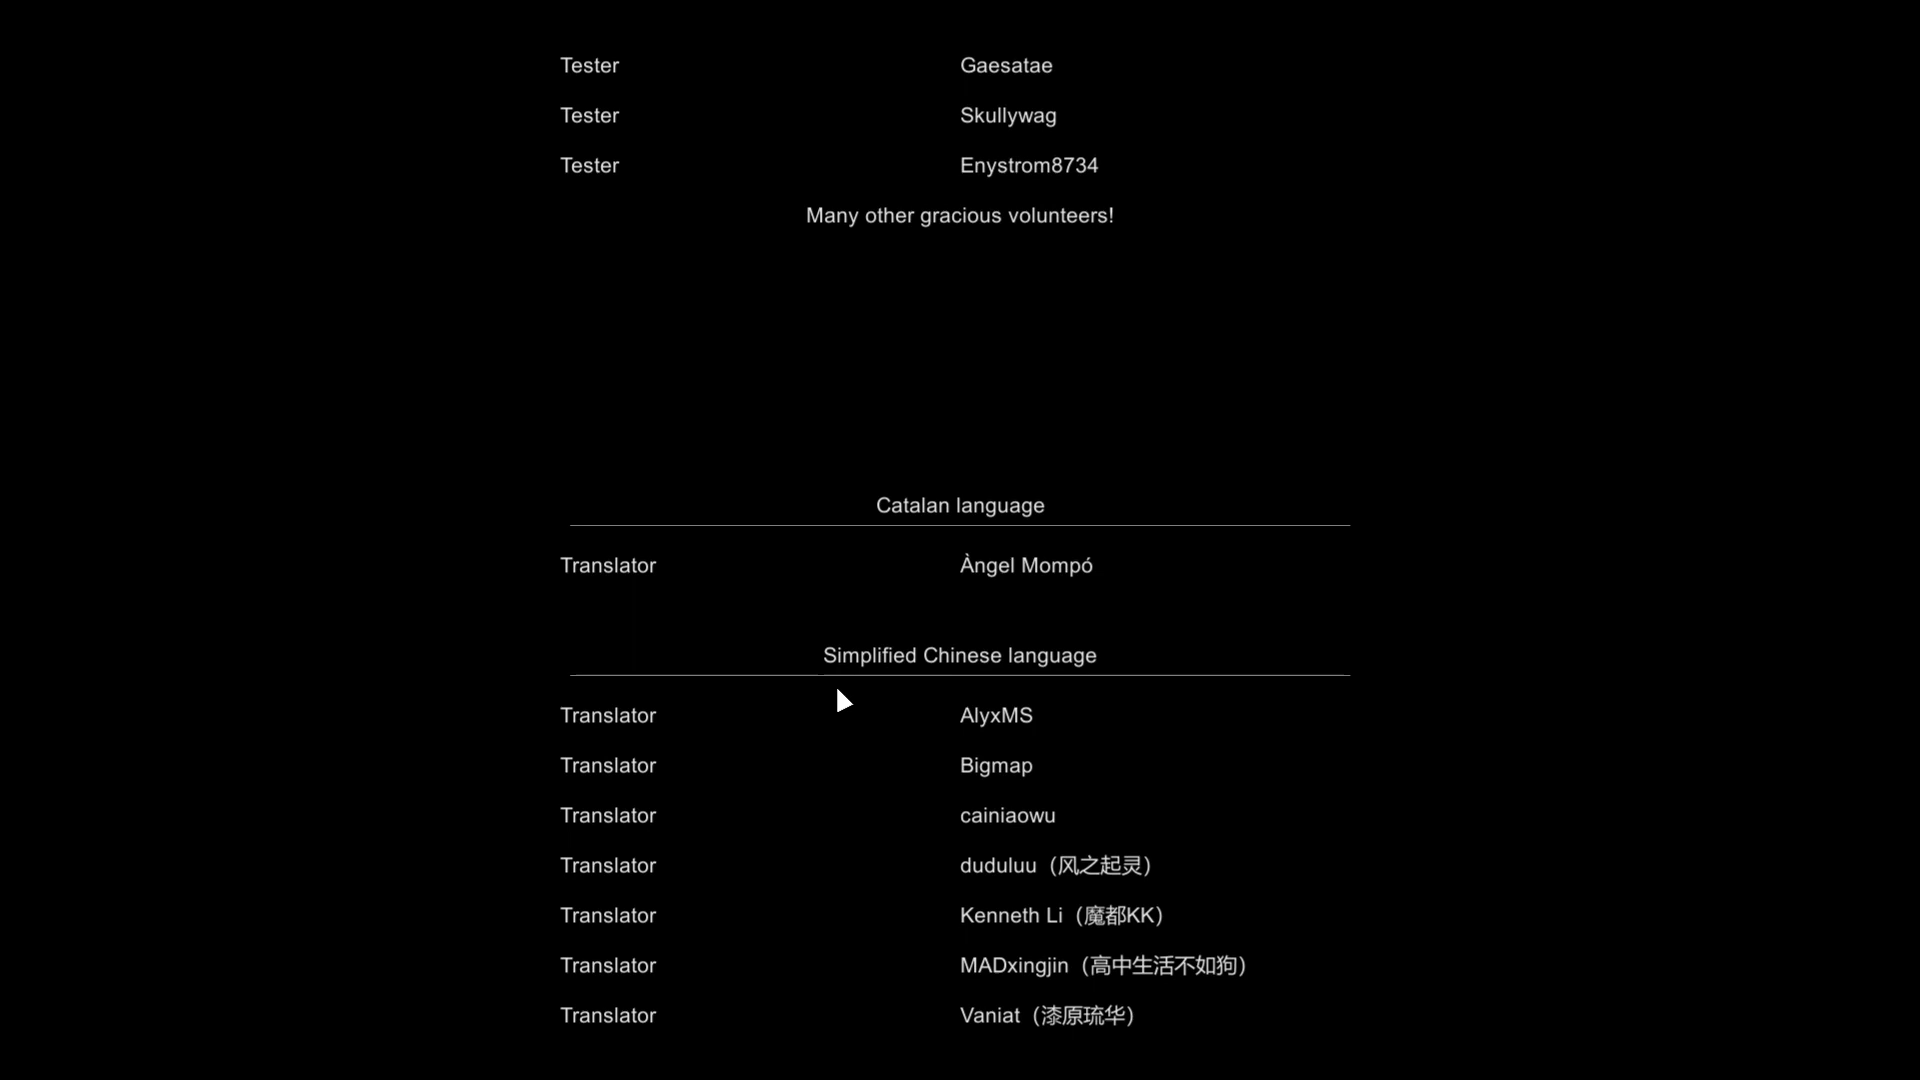 Tester Gaesatae
Tester Skullywag
Tester Enystrom8734
Many other gracious volunteers!
Catalan language
Translator Àngel Mompó
Simplified Chinese language
Translator AlyxMS
Translator Bigmap
Translator cainiaowu
Translator duduluu（风之起灵）
Translator Kenneth Li（魔都KK）
Translator MADxingjin（高中生活不如狗）
Translator Vaniat（漆原琉华）